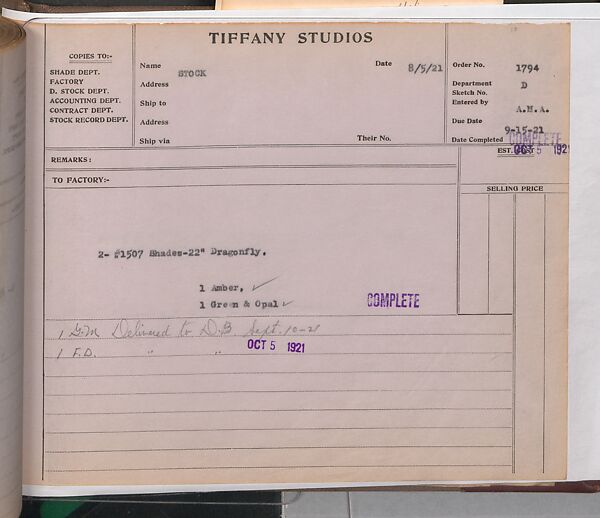 TIFFANY STUDIOS
COPIES TO:-
SHADE DEPT.
FACTORY
D. STOCK DEPT.
ACCOUNTING DEPT.
CONTRACT DEPT.
STOCK RECORD DEPT.
Name STOCK Date 8/5/21
Address
Ship to
Address
Ship via Their No.
Order No. 1794
Department D
Sketch No.
Entered by A.M.A.
Due Date 9-15-21
Date Completed COMPLETE
OCT 5 1921
REMARKS:
EST. COST
TO FACTORY:-
SELLING PRICE
2- #1507 Shades-22" Dragonfly.
1 Amber, ✓
1 Green & Opal ✓
COMPLETE
1 G.M. Delivered to D.B. Sept. 10-21
1 F.D. " "
OCT 5 1921